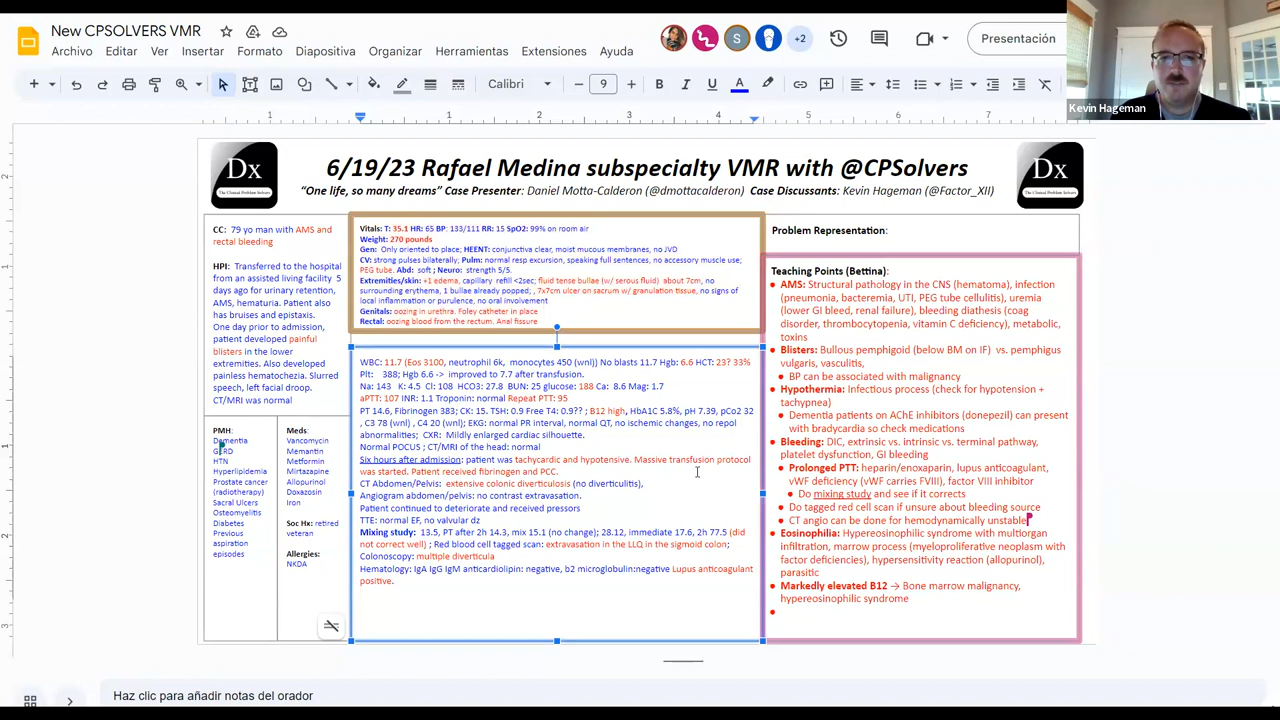 New CPSOLVERS VMR
Archivo Editar Ver Insertar Formato Diapositiva Organizar Herramientas Extensiones Ayuda
S
+2
Presentación
Calibri
9
Kevin Hageman
Dx
The Clinical Problem Solvers
6/19/23 Rafael Medina subspecialty VMR with @CPSolvers
“One life, so many dreams” Case Presenter: Daniel Motta-Calderon (@dmottacalderon) Case Discussants: Kevin Hageman (@Factor_XII)
Dx
The Clinical Problem Solvers
CC: 79 yo man with AMS and
rectal bleeding
HPI: Transferred to the hospital
from an assisted living facility 5
days ago for urinary retention,
AMS, hematuria. Patient also
has bruises and epistaxis.
One day prior to admission,
patient developed painful
blisters in the lower
extremities. Also developed
painless hematochezia. Slurred
speech, left facial droop.
CT/MRI was normal
PMH:
Dementia
GERD
HTN
Hyperlipidemia
Prostate cancer
(radiotherapy)
Sacral Ulcers
Osteomyelitis
Diabetes
Previous
aspiration
episodes
Meds:
Vancomycin
Memantin
Metformin
Mirtazapine
Allopurinol
Doxazosin
Iron
Soc Hx: retired
veteran
Allergies:
NKDA
Vitals: T: 35.1 HR: 65 BP: 133/111 RR: 15 SpO2: 99% on room air
Weight: 270 pounds
Gen: Only oriented to place; HEENT: conjunctiva clear, moist mucous membranes, no JVD
CV: strong pulses bilaterally; Pulm: normal resp excursion, speaking full sentences, no accessory muscle use;
PEG tube. Abd: soft ; Neuro: strength 5/5.
Extremities/skin: +1 edema, capillary refill <2sec; fluid tense bullae (w/ serous fluid) about 7cm, no
surrounding erythema, 1 bullae already popped; , 7x7cm ulcer on sacrum w/ granulation tissue, no signs of
local inflammation or purulence, no oral involvement
Genitals: oozing in urethra. Foley catheter in place
Rectal: oozing blood from the rectum. Anal fissure
WBC: 11.7 (Eos 3100, neutrophil 6k, monocytes 450 (wnl)) No blasts 11.7 Hgb: 6.6 HCT: 23? 33%
Plt: 388; Hgb 6.6 -> improved to 7.7 after transfusion.
Na: 143 K: 4.5 Cl: 108 HCO3: 27.8 BUN: 25 glucose: 188 Ca: 8.6 Mag: 1.7
aPTT: 107 INR: 1.1 Troponin: normal Repeat PTT: 95
PT 14.6, Fibrinogen 383; CK: 15. TSH: 0.9 Free T4: 0.9?? ; B12 high, HbA1C 5.8%, pH 7.39, pCo2 32
, C3 78 (wnl) , C4 20 (wnl); EKG: normal PR interval, normal QT, no ischemic changes, no repol
abnormalities; CXR: Mildly enlarged cardic silhouette.
Normal POCUS ; CT/MRI of the head: normal
Six hours after admission: patient was tachycardic and hypotensive. Massive transfusion protocol
was started. Patient received fibrinogen and PCC.
CT Abdomen/Pelvis: extensive colonic diverticulosis (no diverticulitis),
Angiogram abdomen/pelvis: no contrast extravasation.
Patient continued to deteriorate and received pressors
TTE: normal EF, no valvular dz
Mixing study: 13.5, PT after 2h 14.3, mix 15.1 (no change); 28.12, immediate 17.6, 2h 77.5 (did
not correct well) ; Red blood cell tagged scan: extravasation in the LLQ in the sigmoid colon;
Colonoscopy: multiple diverticula
Hematology: IgA IgG IgM anticardiolipin: negative, b2 microglobulin:negative Lupus anticoagulant
positive.
Problem Representation:
Teaching Points (Bettina):
● AMS: Structural pathology in the CNS (hematoma), infection
(pneumonia, bacteremia, UTI, PEG tube cellulitis), uremia
(lower GI bleed, renal failure), bleeding diathesis (coag
disorder, thrombocytopenia, vitamin C deficiency), metabolic,
toxins
● Blisters: Bullous pemphigoid (below BM on IF) vs. pemphigus
vulgaris, vasculitis,
● BP can be associated with malignancy
● Hypothermia: Infectious process (check for hypotension +
tachypnea)
● Dementia patients on AChE inhibitors (donepizil) can present
with bradycardia so check medications
● Bleeding: DIC, extrinsic vs. intrinsic vs. terminal pathway,
platelet dysfunction, GI bleeding
● Prolonged PTT: heparin/enoxaparin, lupus anticoagulant,
vWF deficiency (vWF carries FVIII), factor VIII inhibitor
● Do mixing study and see if it corrects
● Do tagged red cell scan if unsure about bleeding source
● CT angio can be done for hemodynamically unstable
● Eosinophilia: Hypereosinophilic syndrome with multiorgan
infiltration, marrow process (myeloproliferative neoplasm with
factor deficiencies), hypersensitivity reaction (allopurinol),
parasitic
● Markedly elevated B12 → Bone marrow malignancy,
hypereosinophilic syndrome
Haz clic para añadir notas del orador